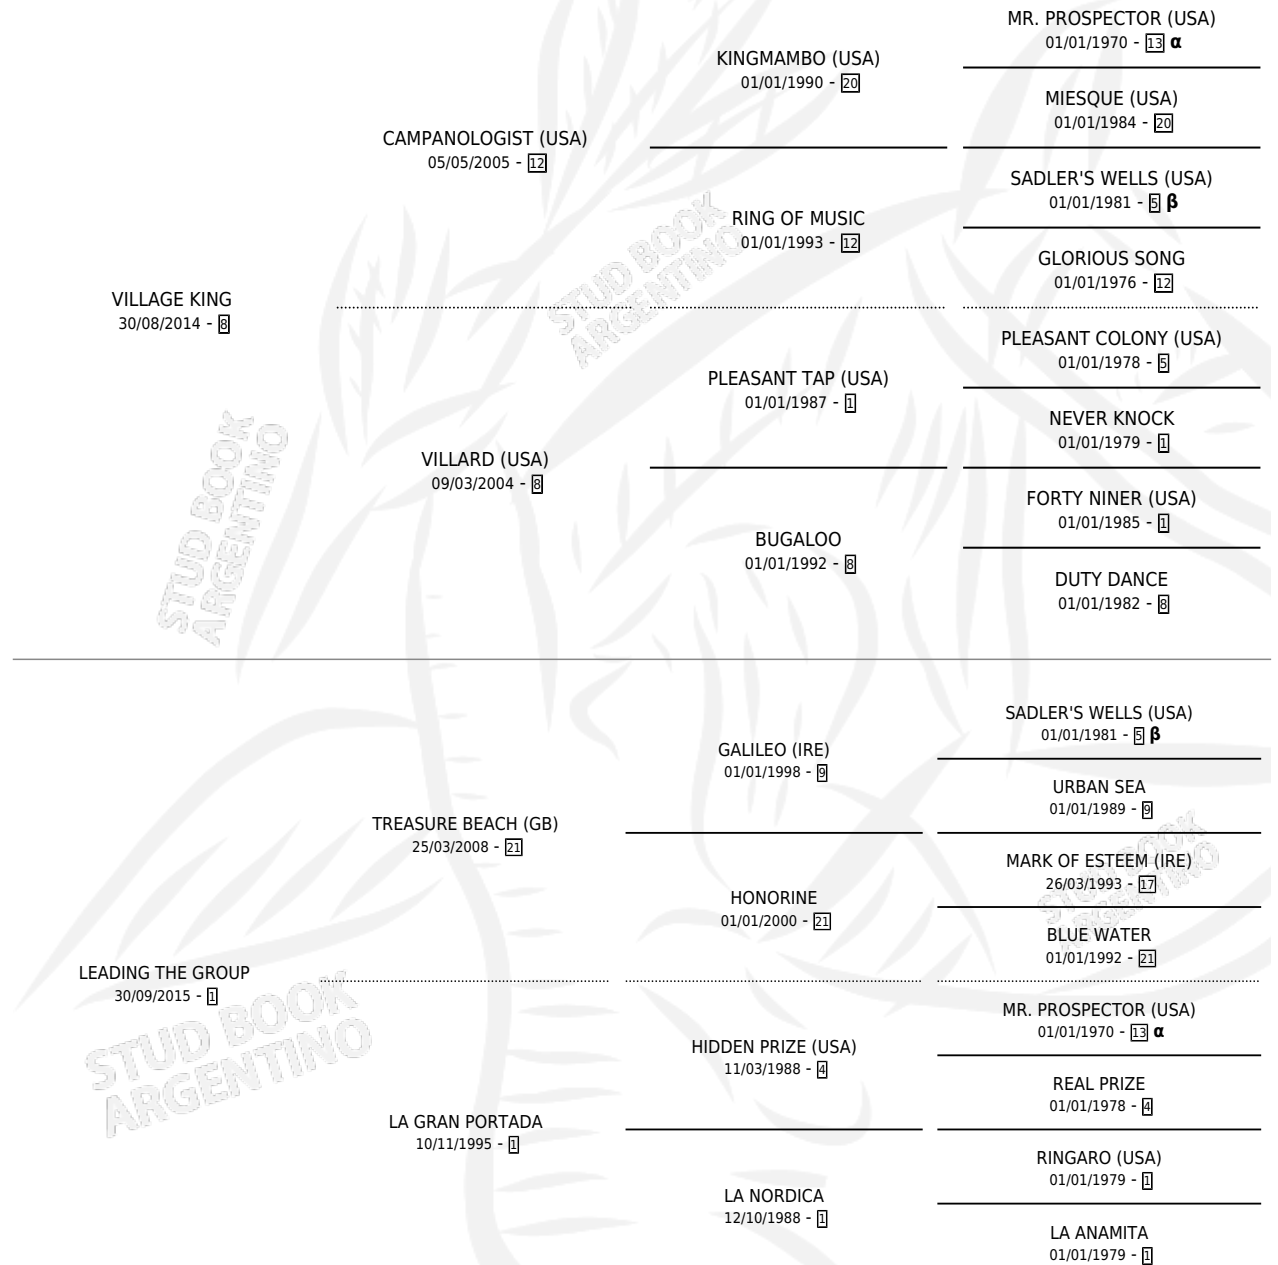 MR. PROSPECTOR (USA)
01/01/1970 - 13 α
KINGMAMBO (USA)
01/01/1990 - 20
MIESQUE (USA)
01/01/1984 - 20
CAMPANOLOGIST (USA)
05/05/2005 - 12
SADLER'S WELLS (USA)
01/01/1981 - 5 β
RING OF MUSIC
01/01/1993 - 12
GLORIOUS SONG
01/01/1976 - 12
VILLAGE KING
30/08/2014 - 8
PLEASANT COLONY (USA)
01/01/1978 - 5
PLEASANT TAP (USA)
01/01/1987 - 1
NEVER KNOCK
01/01/1979 - 1
VILLARD (USA)
09/03/2004 - 8
FORTY NINER (USA)
01/01/1985 - 1
BUGALOO
01/01/1992 - 8
DUTY DANCE
01/01/1982 - 8
STUD BOOK
ARGENTINO
STUD BOOK
ARGENTINO
SADLER'S WELLS (USA)
01/01/1981 - 5 β
GALILEO (IRE)
01/01/1998 - 9
URBAN SEA
01/01/1989 - 9
TREASURE BEACH (GB)
25/03/2008 - 21
MARK OF ESTEEM (IRE)
26/03/1993 - 17
HONORINE
01/01/2000 - 21
BLUE WATER
01/01/1992 - 21
LEADING THE GROUP
30/09/2015 - 1
MR. PROSPECTOR (USA)
01/01/1970 - 13 α
HIDDEN PRIZE (USA)
11/03/1988 - 4
REAL PRIZE
01/01/1978 - 4
LA GRAN PORTADA
10/11/1995 - 1
RINGARO (USA)
01/01/1979 - 1
LA NORDICA
12/10/1988 - 1
LA ANAMITA
01/01/1979 - 1
STUD BOOK
ARGENTINO
STUD BOOK
ARGENTINO